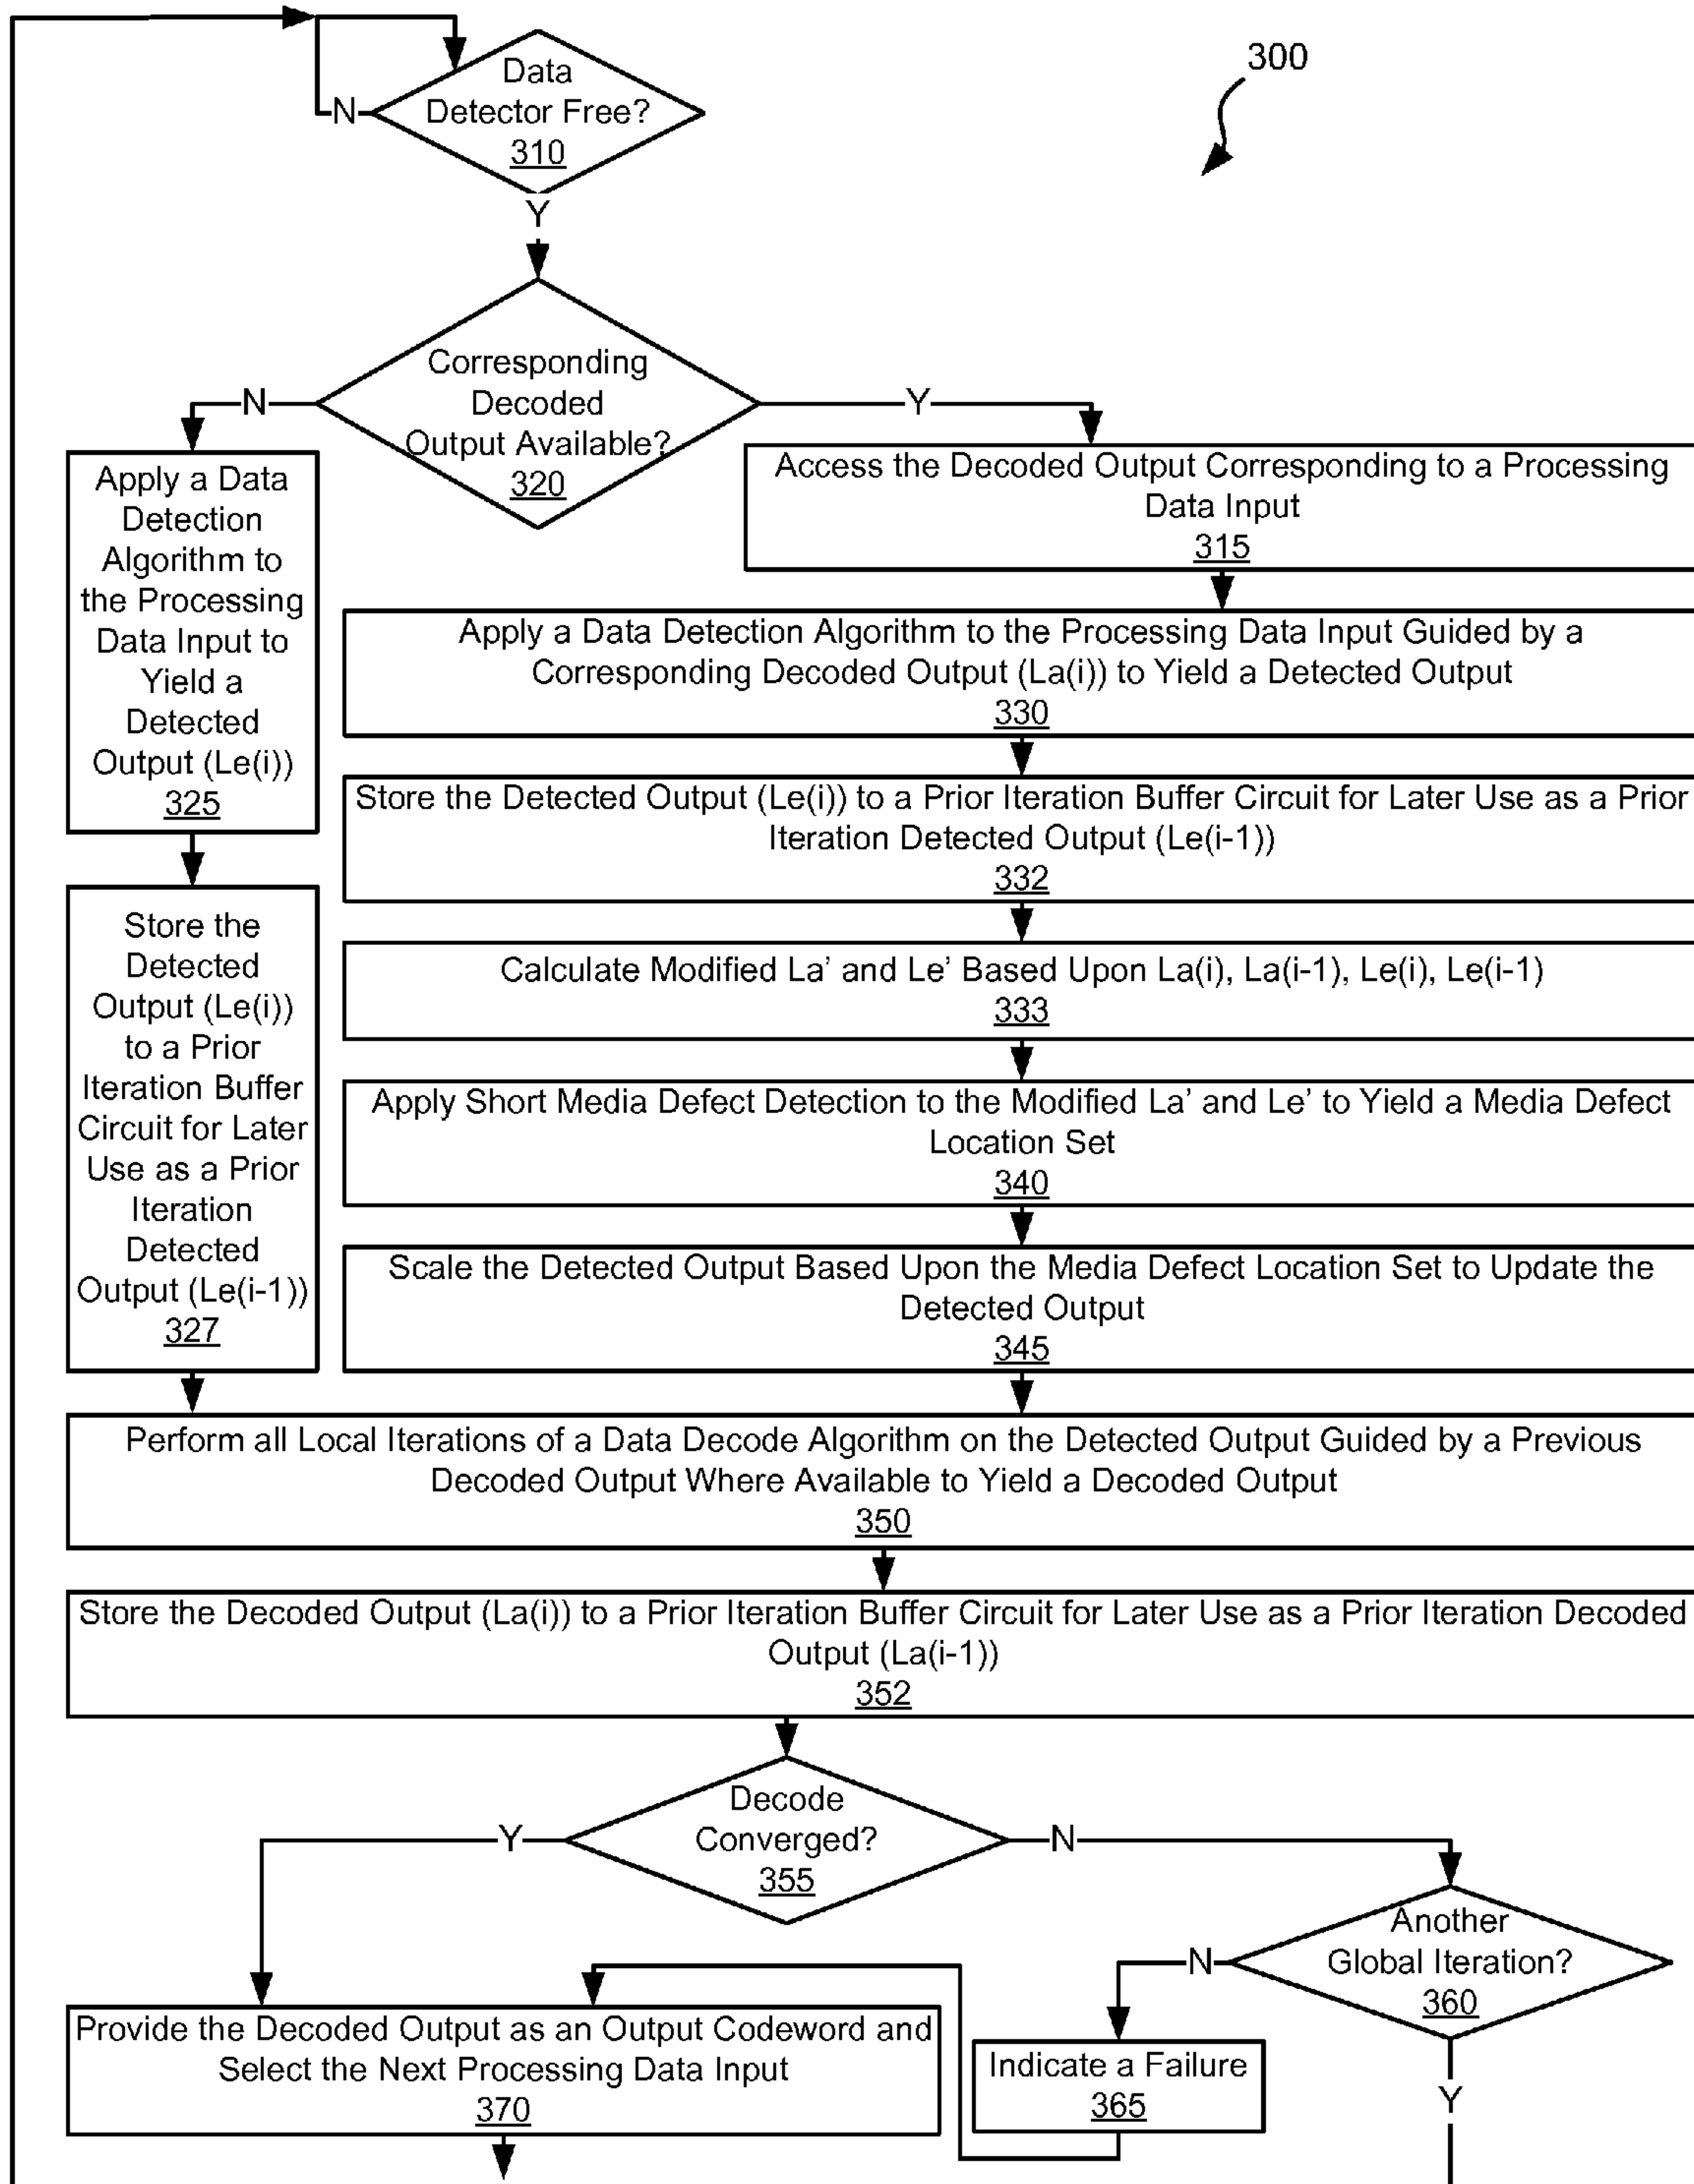 300
Data
Detector Free?
310
N
Y
Corresponding
Decoded
Output Available?
320
N
Y
Apply a Data
Detection
Algorithm to
the Processing
Data Input to
Yield a
Detected
Output (Le(i))
325
Access the Decoded Output Corresponding to a Processing
Data Input
315
Apply a Data Detection Algorithm to the Processing Data Input Guided by a
Corresponding Decoded Output (La(i)) to Yield a Detected Output
330
Store the Detected Output (Le(i)) to a Prior Iteration Buffer Circuit for Later Use as a Prior
Iteration Detected Output (Le(i-1))
332
Store the
Detected
Output (Le(i))
to a Prior
Iteration Buffer
Circuit for Later
Use as a Prior
Iteration
Detected
Output (Le(i-1))
327
Calculate Modified La’ and Le’ Based Upon La(i), La(i-1), Le(i), Le(i-1)
333
Apply Short Media Defect Detection to the Modified La’ and Le’ to Yield a Media Defect
Location Set
340
Scale the Detected Output Based Upon the Media Defect Location Set to Update the
Detected Output
345
Perform all Local Iterations of a Data Decode Algorithm on the Detected Output Guided by a Previous
Decoded Output Where Available to Yield a Decoded Output
350
Store the Decoded Output (La(i)) to a Prior Iteration Buffer Circuit for Later Use as a Prior Iteration Decoded
Output (La(i-1))
352
Decode
Converged?
355
Y
N
Another
Global Iteration?
360
N
Y
Provide the Decoded Output as an Output Codeword and
Select the Next Processing Data Input
370
Indicate a Failure
365